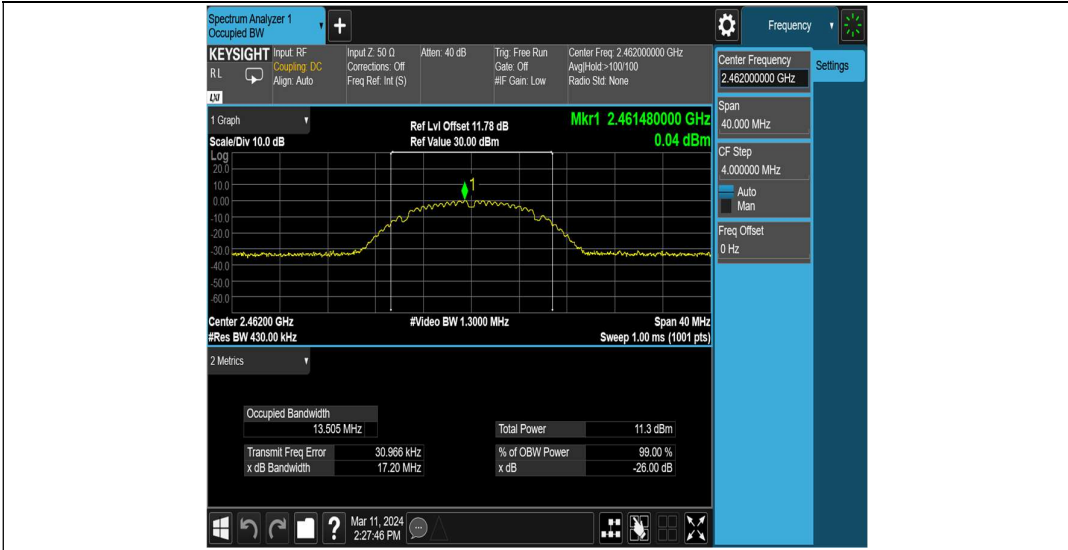 Spectrum Analyzer 1
Occupied BW
+
Frequency
KEYSIGHT
RL
LXI
Input: RF
Coupling: DC
Align: Auto
Input Z: 50 Ω
Corrections: Off
Freq Ref: Int (S)
Atten: 40 dB
Trig: Free Run
Gate: Off
#IF Gain: Low
Center Freq: 2.462000000 GHz
Avg|Hold:>100/100
Radio Std: None
Center Frequency
2.462000000 GHz
Settings
Span
40.000 MHz
CF Step
4.000000 MHz
Auto
Man
Freq Offset
0 Hz
1 Graph
Scale/Div 10.0 dB
Ref Lvl Offset 11.78 dB
Ref Value 30.00 dBm
Mkr1 2.461480000 GHz
0.04 dBm
Log
20.0
10.0
0.00
-10.0
-20.0
-30.0
-40.0
-50.0
-60.0
1
Center 2.46200 GHz
#Video BW 1.3000 MHz
Span 40 MHz
#Res BW 430.00 kHz
Sweep 1.00 ms (1001 pts)
2 Metrics
Occupied Bandwidth
13.505 MHz
Total Power 11.3 dBm
Transmit Freq Error 30.966 kHz
% of OBW Power 99.00 %
x dB Bandwidth 17.20 MHz
x dB -26.00 dB
?
Mar 11, 2024
2:27:46 PM